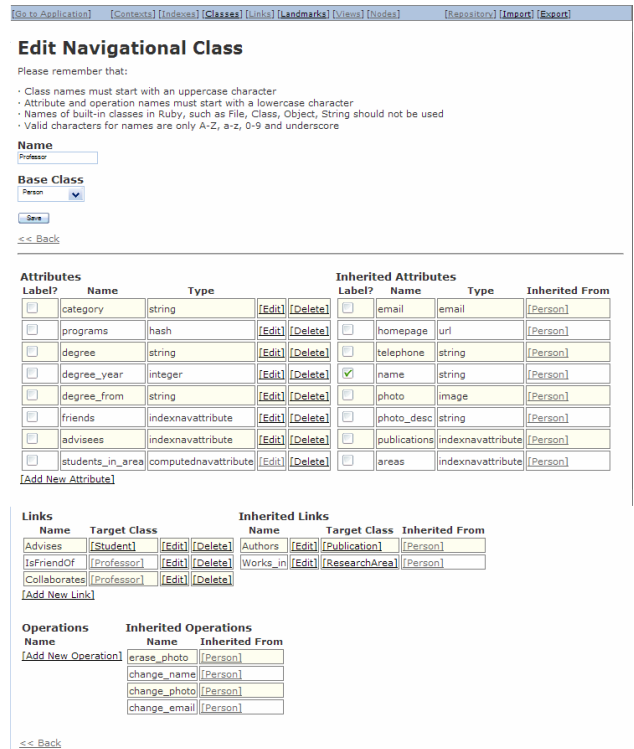 [Go to Application] [Contexts] [Indexes] [Classes] [Links] [Landmarks] [Views] [Nodes] [Repository] [Import] [Export]
Edit Navigational Class
Please remember that:
· Class names must start with an uppercase character
· Attribute and operation names must start with a lowercase character
· Names of built-in classes in Ruby, such as File, Class, Object, String should not be used
· Valid characters for names are only A-Z, a-z, 0-9 and underscore
Name
Professor
Base Class
Person
Save
<< Back
Attributes Inherited Attributes
Label? Name Type Label? Name Type Inherited From
category string [Edit] [Delete] email email [Person]
programs hash [Edit] [Delete] homepage url [Person]
degree string [Edit] [Delete] telephone string [Person]
degree_year integer [Edit] [Delete] name string [Person]
degree_from string [Edit] [Delete] photo image [Person]
friends indexnavattribute [Edit] [Delete] photo_desc string [Person]
advisees indexnavattribute [Edit] [Delete] publications indexnavattribute [Person]
students_in_area computednavattribute [Edit] [Delete] areas indexnavattribute [Person]
[Add New Attribute]
Links Inherited Links
Name Target Class Name Target Class Inherited From
Advises [Student] [Edit] [Delete] Authors [Edit] [Publication] [Person]
IsFriendOf [Professor] [Edit] [Delete] Works_in [Edit] [ResearchArea] [Person]
Collaborates [Professor] [Edit] [Delete]
[Add New Link]
Operations Inherited Operations
Name Name Inherited From
[Add New Operation] erase_photo [Person]
change_name [Person]
change_photo [Person]
change_email [Person]
<< Back